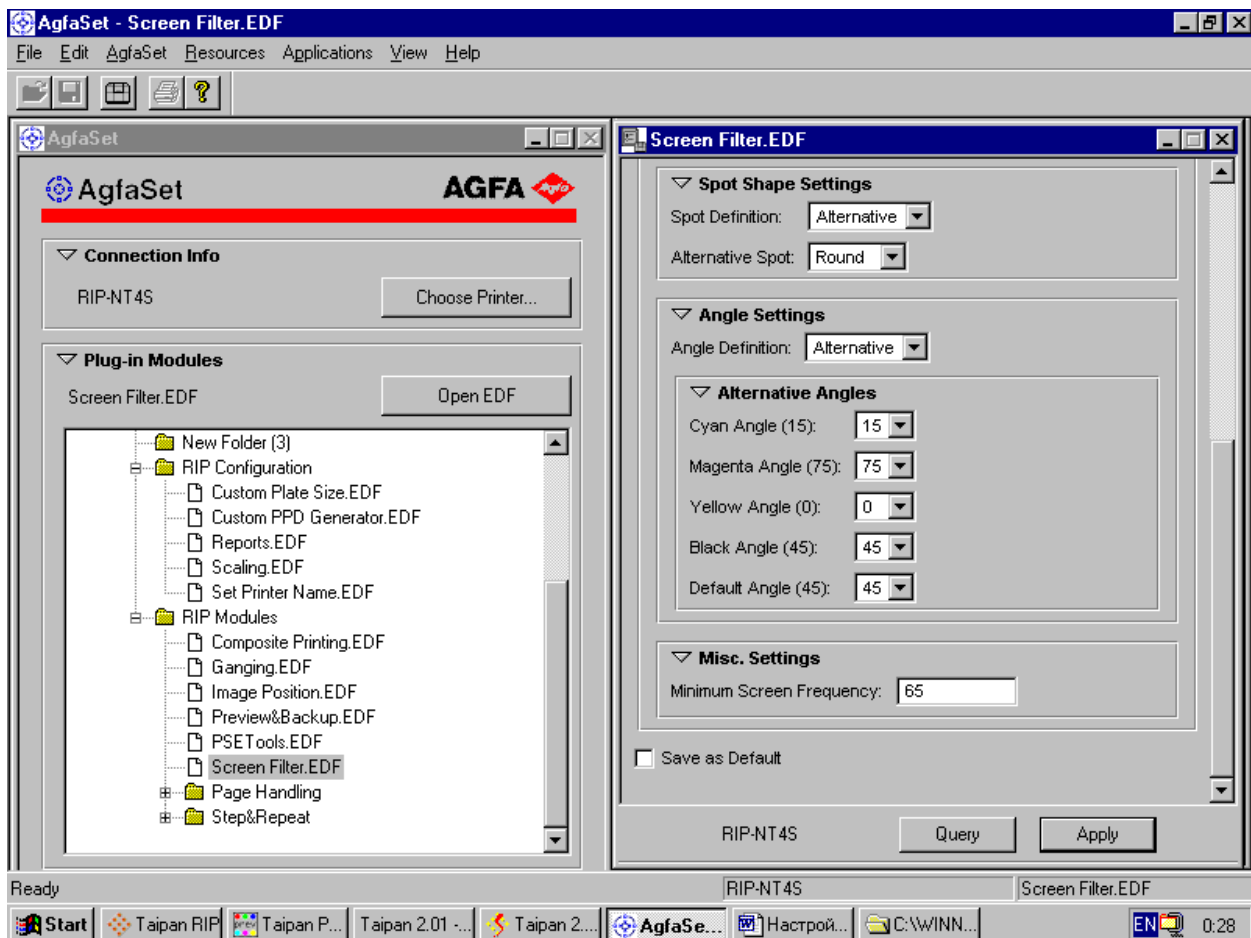 AgfaSet - Screen Filter.EDF
File Edit AgfaSet Resources Applications View Help
AgfaSet
AgfaSet AGFA
Connection Info
RIP-NT4S Choose Printer...
Plug-in Modules
Screen Filter.EDF Open EDF
New Folder (3)
RIP Configuration
Custom Plate Size.EDF
Custom PPD Generator.EDF
Reports.EDF
Scaling.EDF
Set Printer Name.EDF
RIP Modules
Composite Printing.EDF
Ganging.EDF
Image Position.EDF
Preview&Backup.EDF
PSETools.EDF
Screen Filter.EDF
Page Handling
Step&Repeat
Screen Filter.EDF
Spot Shape Settings
Spot Definition: Alternative
Alternative Spot: Round
Angle Settings
Angle Definition: Alternative
Alternative Angles
Cyan Angle (15): 15
Magenta Angle (75): 75
Yellow Angle (0): 0
Black Angle (45): 45
Default Angle (45): 45
Misc. Settings
Minimum Screen Frequency: 65
Save as Default
RIP-NT4S Query Apply
Ready RIP-NT4S Screen Filter.EDF
Start Taipan RIP Taipan P... Taipan 2.01 -... Taipan 2.... AgfaSe... Настрой... C:\WINN... EN 0:28